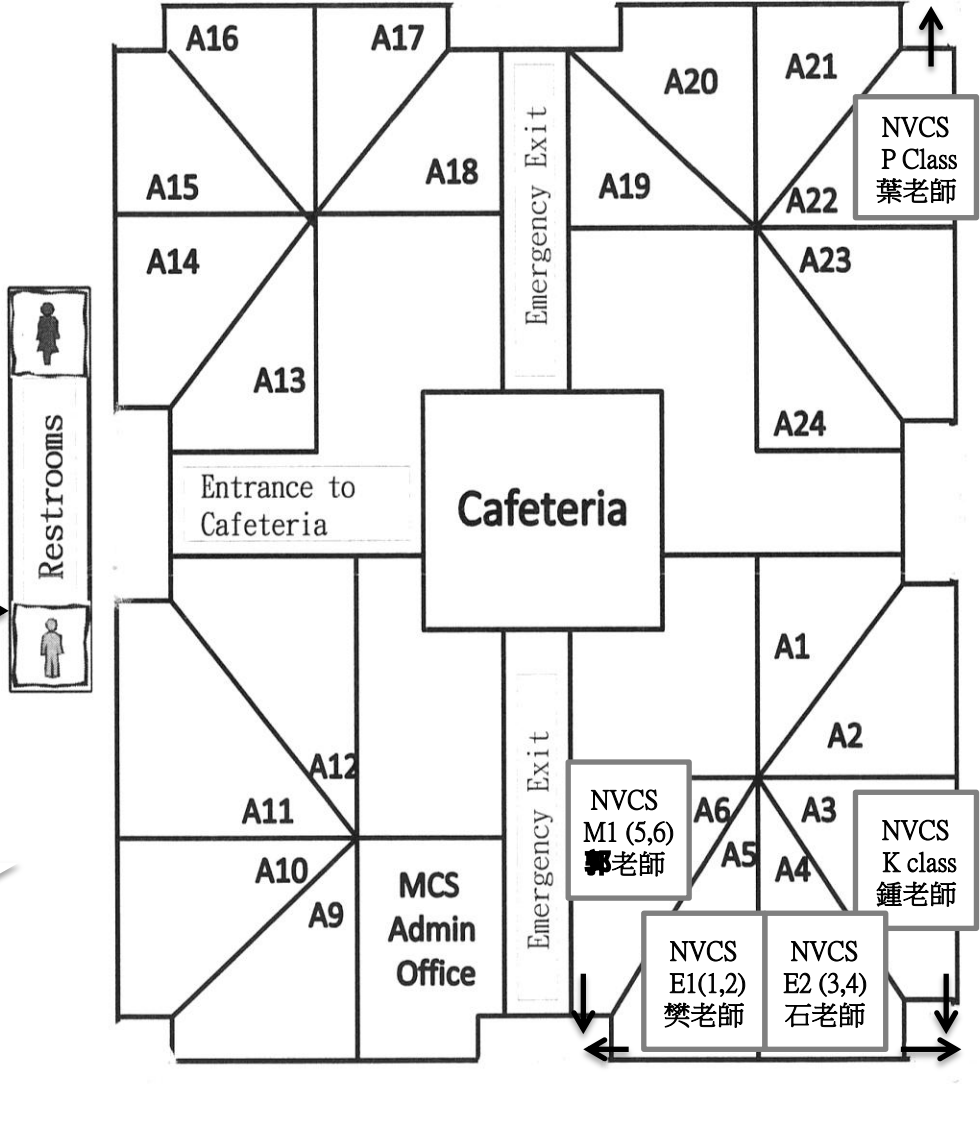 A16
A17
A20
A21
NVCS
P Class
葉老師
A15
A18
A19
A22
Emergency Exit
A14
A23
A13
A24
Restrooms
Entrance to
Cafeteria
Cafeteria
A1
A2
A12
A11
Emergency Exit
NVCS
M1 (5,6)
郭老師
A6
A3
NVCS
K class
鍾老師
A5
A4
A10
A9
MCS
Admin
Office
NVCS
E1(1,2)
樊老師
NVCS
E2 (3,4)
石老師